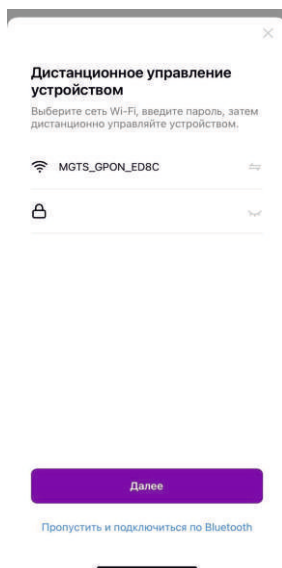 Дистанционное управление
устройством
Выберите сеть Wi-Fi, введите пароль, затем
дистанционно управляйте устройством.
MGTS_GPON_ED8C
Далее
Пропустить и подключиться по Bluetooth